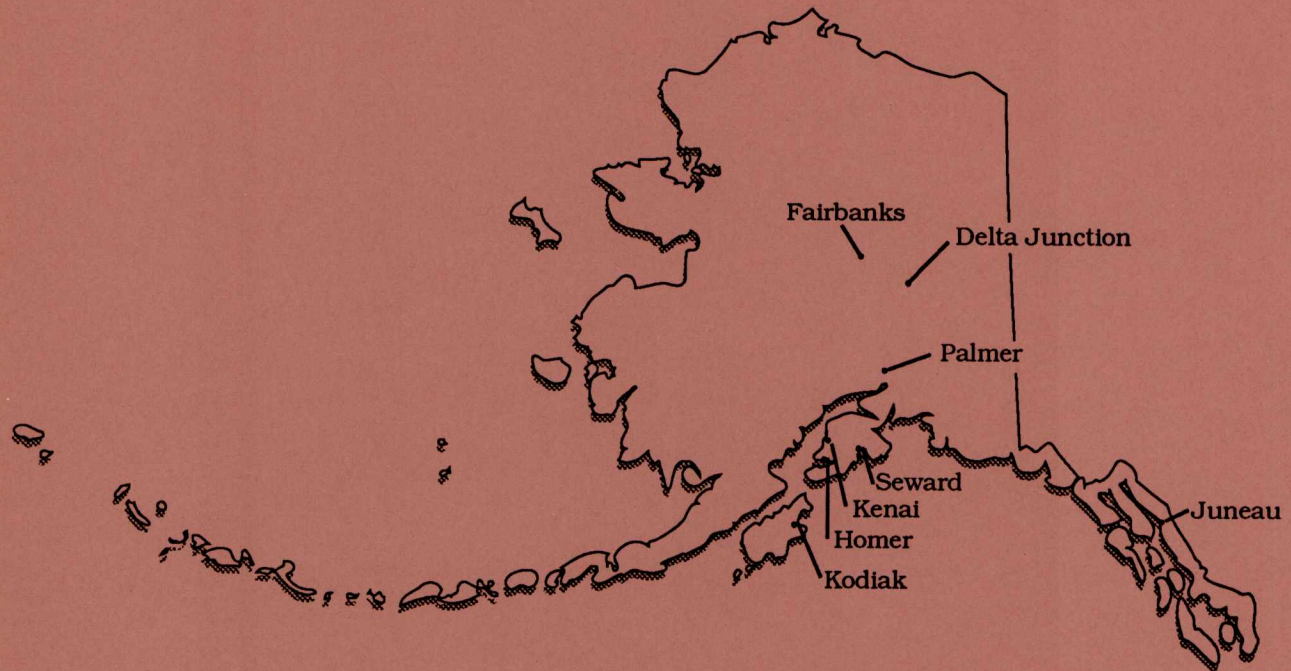 Fairbanks
Delta Junction
Palmer
Seward
Kenai
Juneau
Homer
Kodiak